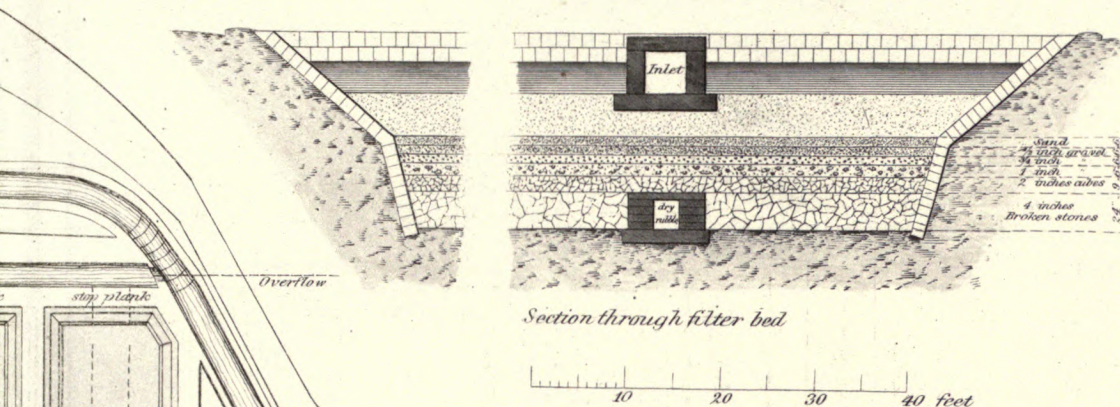 Inlet
sand
½ inch gravel
¾ inch
1 inch
2 inches cubes
4 inches
Broken stones
dry
rubble
Overflow
stop plank
Section through filter bed
10 20 30 40 feet